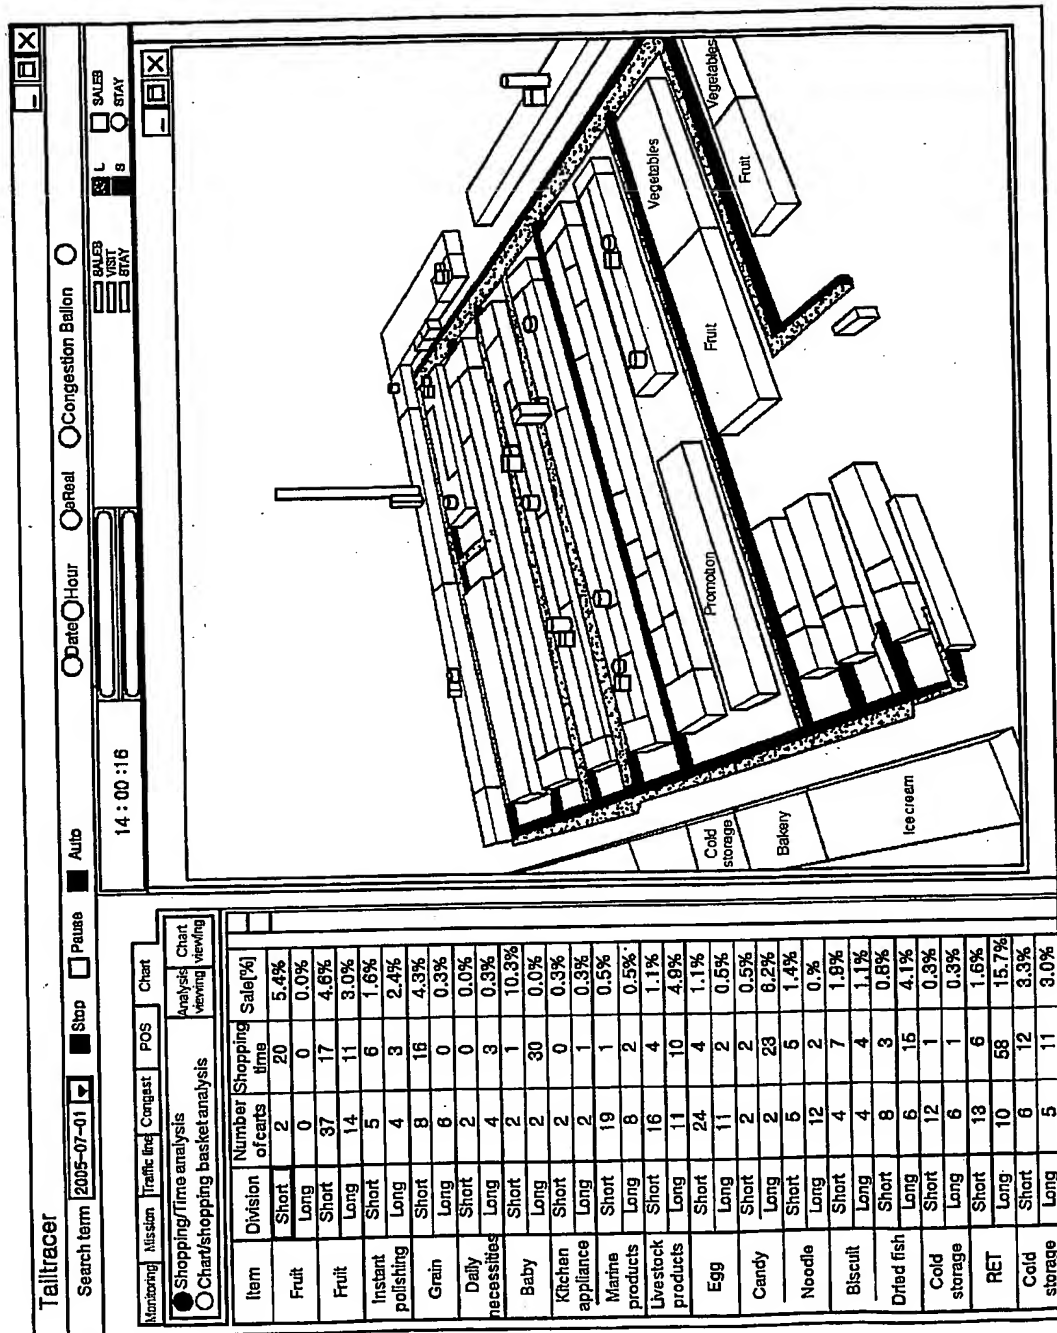 Tailtracer
Search term 2005-07-01 Stop Pause Auto Date Hour aReal Congestion Ballon
14 : 00 :16
SALES
VISIT
STAY
L
S
SALES
STAY
Monitoring Mission Traffic line Congest POS Chart
Shopping/Time analysis
Chart/shopping basket analysis
Analysis viewing
Chart viewing
Item Division Number of carts Shopping time Sale[%]
Fruit Short 2 20 5.4%
Long 0 0 0.0%
Fruit Short 37 17 4.6%
Long 14 11 3.0%
Instant polishing Short 5 6 1.6%
Long 4 3 2.4%
Grain Short 8 16 4.3%
Long 6 0 0.3%
Daily necessities Short 2 0 0.0%
Long 4 3 0.3%
Baby Short 2 1 10.3%
Long 2 30 0.0%
Kitchen appliance Short 2 0 0.3%
Long 2 1 0.3%
Marine products Short 19 1 0.5%
Long 8 2 0.5%
Livestock products Short 16 4 1.1%
Long 11 10 4.9%
Egg Short 24 4 1.1%
Long 11 2 0.5%
Candy Short 2 2 0.5%
Long 2 23 6.2%
Noodle Short 5 5 1.4%
Long 12 2 0.%
Biscuit Short 4 7 1.9%
Long 4 4 1.1%
Dried fish Short 8 3 0.8%
Long 6 15 4.1%
Cold storage Short 12 1 0.3%
Long 6 1 0.3%
RET Short 13 6 1.6%
Long 10 58 15.7%
Cold storage Short 6 12 3.3%
Long 5 11 3.0%
Vegetables
Fruit
Vegetables
Fruit
Promotion
Cold storage
Bakery
Ice cream